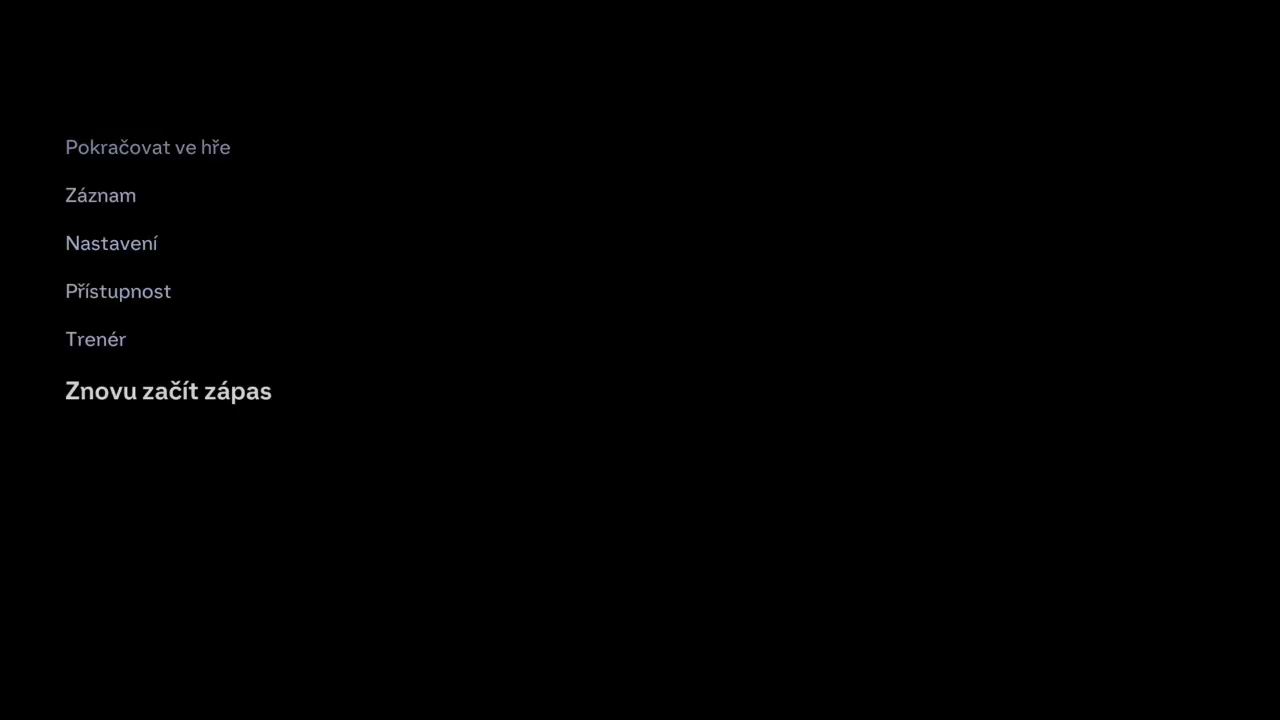 Pokračovat ve hře
Záznam
Nastavení
Přístupnost
Trenér
Znovu začít zápas